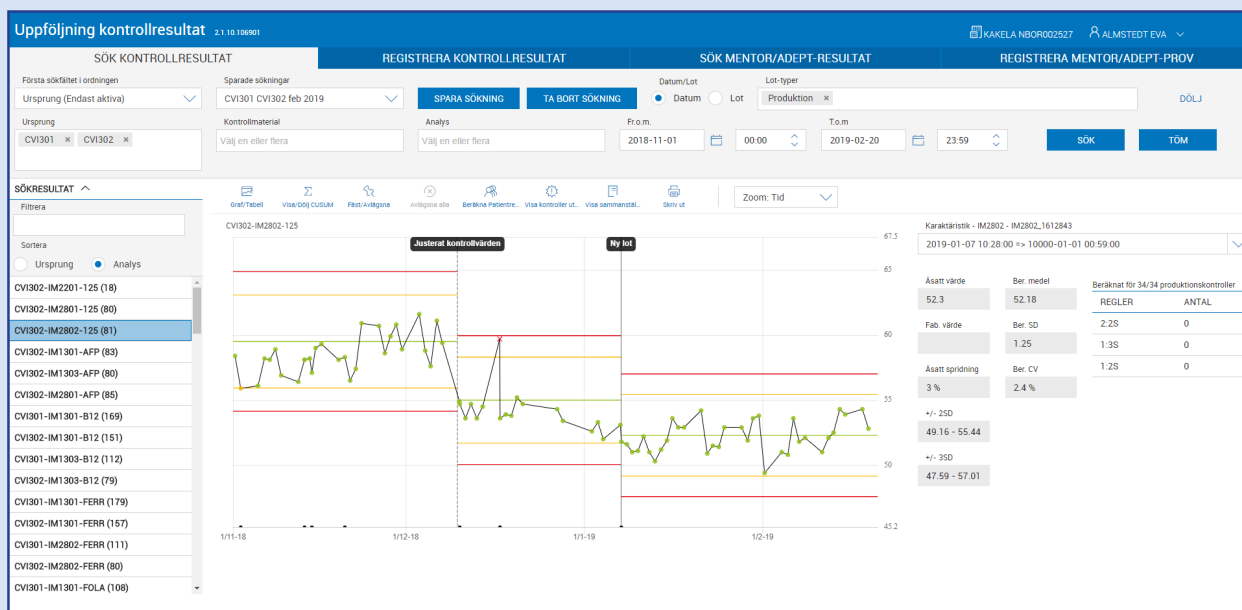 Uppföljning kontrollresultat 2.1.10.106901 KAKELA NBOR002527 ALMSTEDT EVA
SÖK KONTROLLRESULTAT REGISTRERA KONTROLLRESULTAT SÖK MENTOR/ADEPT-RESULTAT REGISTRERA MENTOR/ADEPT-PROV
Första sökfältet i ordningen Sparade sökningar Datum/Lot Lot-typer
Ursprung (Endast aktiva) CVI301 CVI302 feb 2019 SPARA SÖKNING TA BORT SÖKNING Datum Lot Produktion × DÖLJ
Ursprung Kontrollmaterial Analys Fr.o.m. T.o.m
CVI301 × CVI302 × Välj en eller flera Välj en eller flera 2018-11-01 00:00 2019-02-20 23:59 SÖK TÖM
SÖKRESULTAT
Graf/Tabell Visa/Dölj CUSUM Fäst/Avlägsna Avlägsna alla Beräkna Patientre... Visa kontroller ut... Visa sammanstäl... Skriv ut Zoom: Tid
Filtrera
Sortera
Ursprung Analys
CVI302-IM2201-125 (18)
CVI302-IM2801-125 (80)
CVI302-IM2802-125 (81)
CVI302-IM1301-AFP (83)
CVI302-IM1303-AFP (80)
CVI302-IM2801-AFP (85)
CVI301-IM1301-B12 (169)
CVI302-IM1301-B12 (151)
CVI301-IM1303-B12 (112)
CVI302-IM1303-B12 (79)
CVI301-IM1301-FERR (179)
CVI302-IM1301-FERR (157)
CVI301-IM2802-FERR (111)
CVI302-IM2802-FERR (80)
CVI301-IM1301-FOLA (108)
CVI302-IM2802-125
Justerat kontrollvärden Ny lot
67.5
65
60
55
50
45.2
1/11-18 1/12-18 1/1-19 1/2-19
Karaktäristik - IM2802 - IM2802_1612843
2019-01-07 10:28:00 => 10000-01-01 00:59:00
Åsatt värde Ber. medel Beräknat för 34/34 produktionskontroller
52.3 52.18 REGLER ANTAL
Fab. värde Ber. SD 2:2S 0
1.25 1:3S 0
Åsatt spridning Ber. CV 1:2S 0
3 % 2.4 %
+/- 2SD
49.16 - 55.44
+/- 3SD
47.59 - 57.01